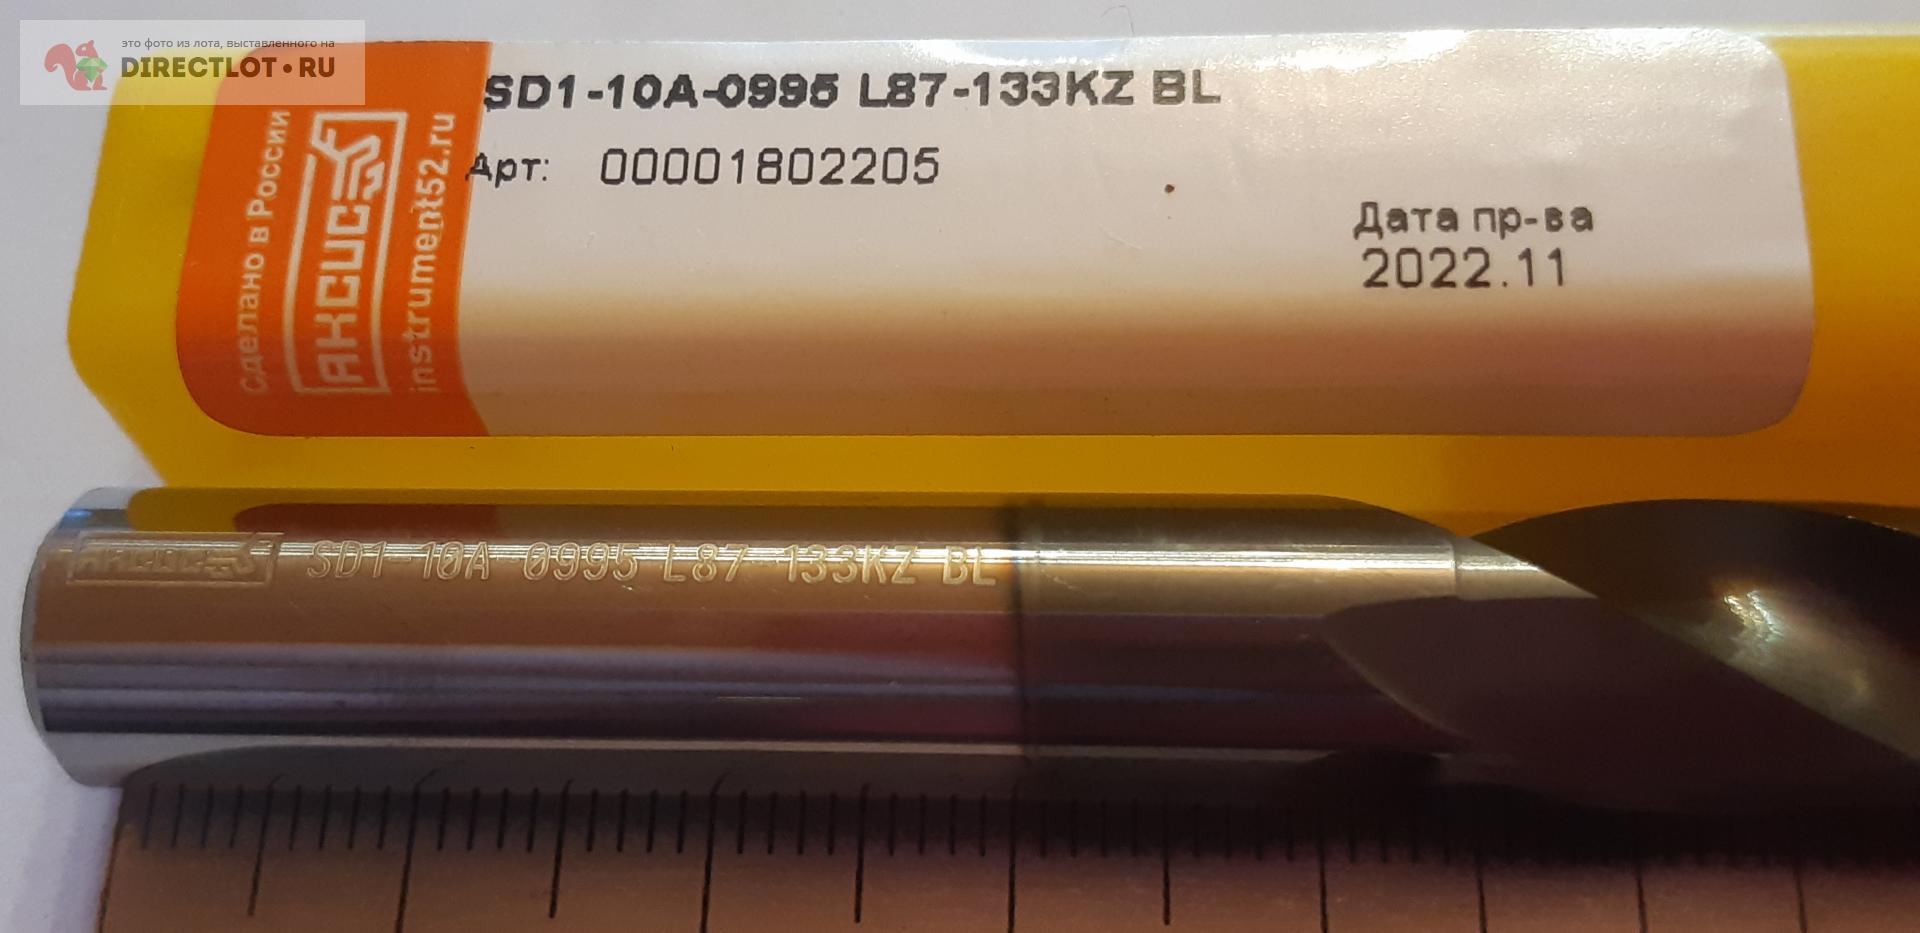 это фото из лота, выставленного на
DIRECTLOT•RU
SD1-10A-0995 L87-133KZ BL
Арт: 00001802205
Дата пр-ва
2022.11
сделано в России
АКСИС
instrument52.ru
АКСИС SD1-10A-0995 L87-133KZ BL